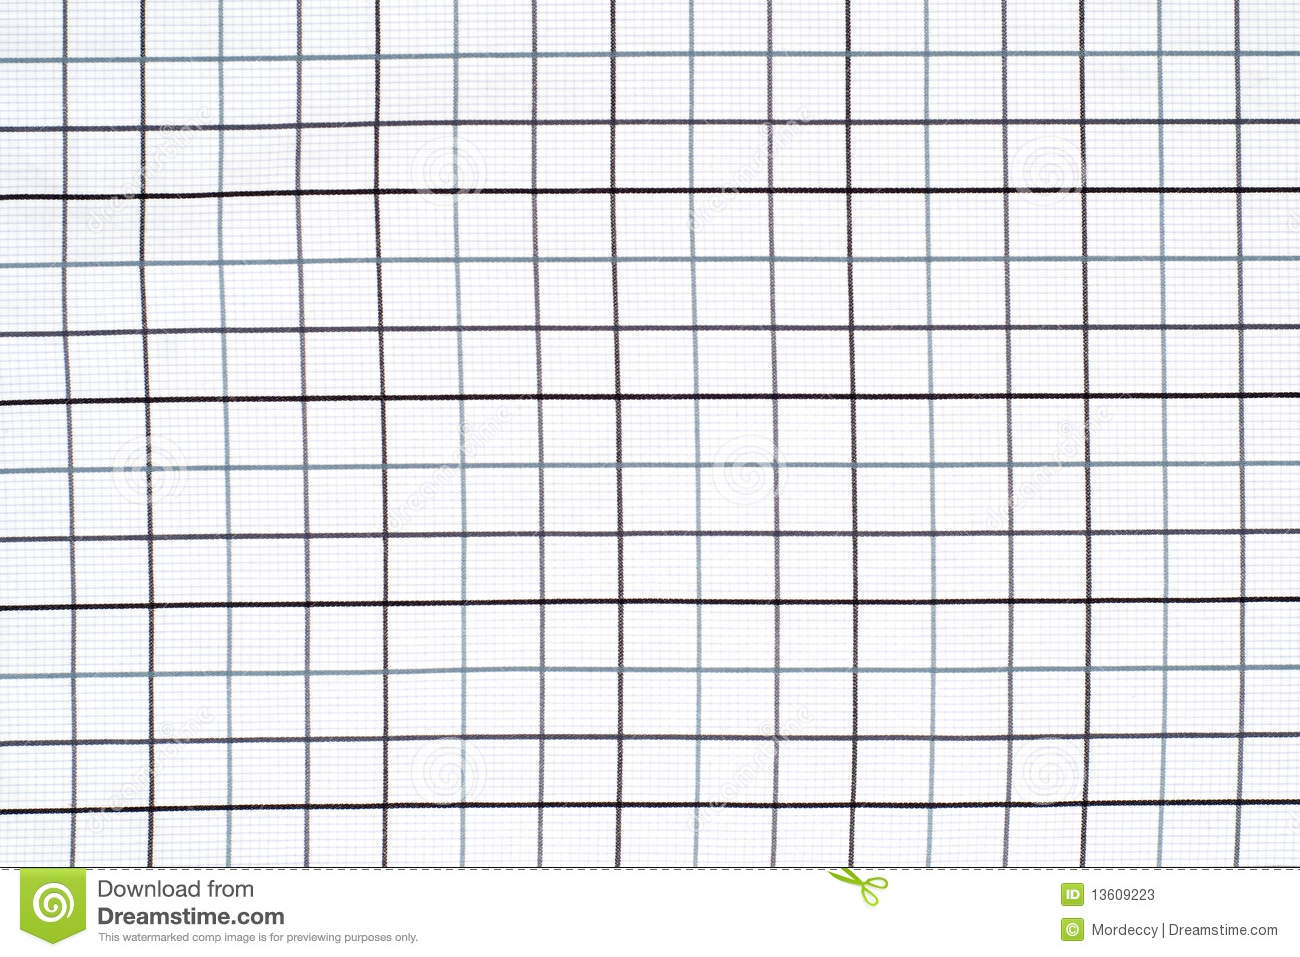 Download from
Dreamstime.com
This watermarked comp image is for previewing purposes only.
ID 13609223
© Mordeccy | Dreamstime.com